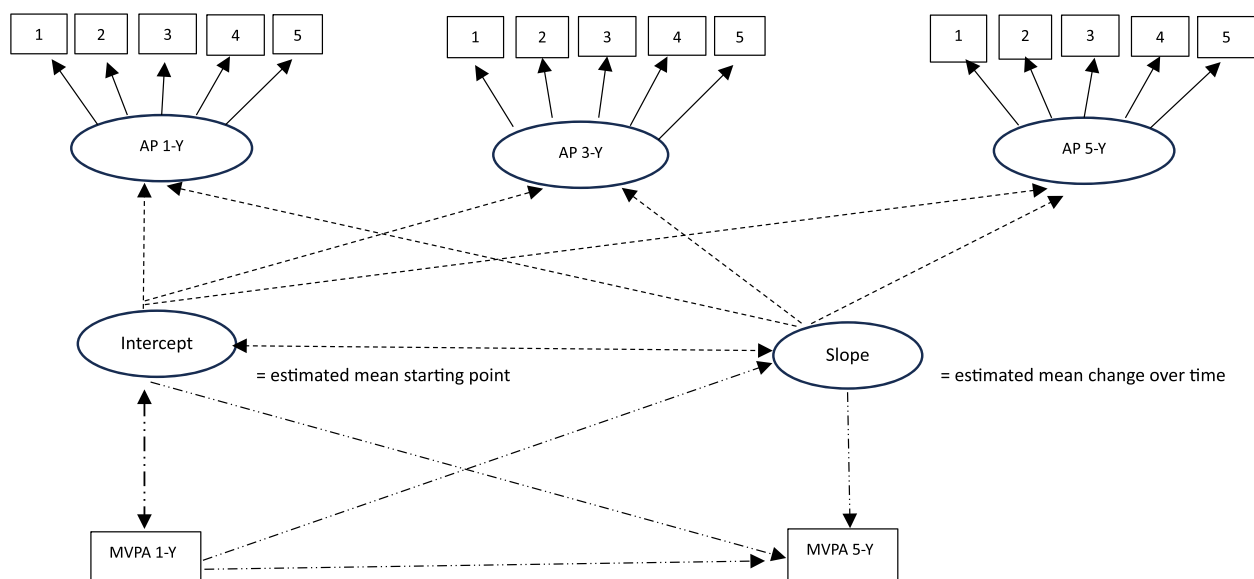 1 2 3 4 5
1 2 3 4 5
1 2 3 4 5
AP 1-Y
AP 3-Y
AP 5-Y
Intercept
= estimated mean starting point
Slope
= estimated mean change over time
MVPA 1-Y
MVPA 5-Y